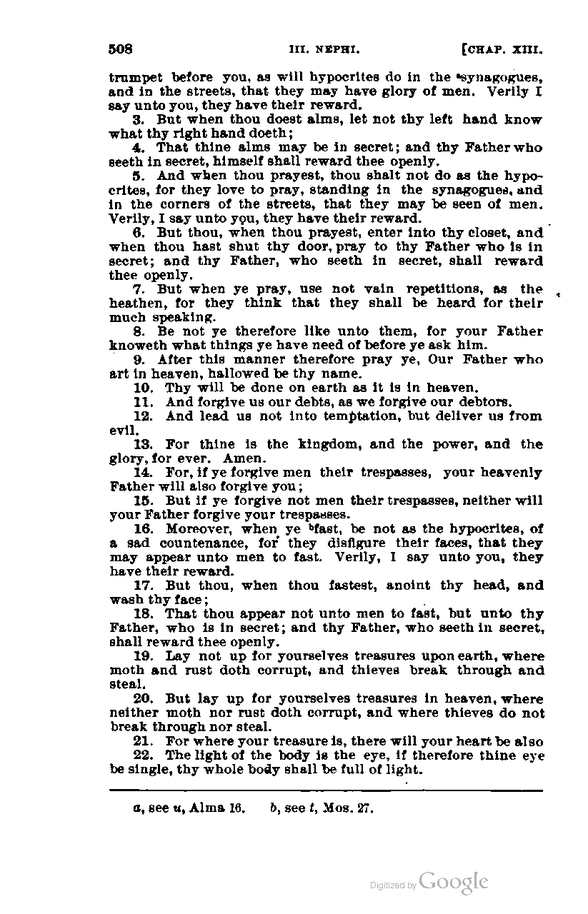 508 III. NEPHI. [CHAP. XIII.
trumpet before you, as will hypocrites do in the ᵃsynagogues,
and in the streets, that they may have glory of men. Verily I
say unto you, they have their reward.
3. But when thou doest alms, let not thy left hand know
what thy right hand doeth;
4. That thine alms may be in secret; and thy Father who
seeth in secret, himself shall reward thee openly.
5. And when thou prayest, thou shalt not do as the hypo-
crites, for they love to pray, standing in the synagogues, and
in the corners of the streets, that they may be seen of men.
Verily, I say unto you, they have their reward.
6. But thou, when thou prayest, enter into thy closet, and
when thou hast shut thy door, pray to thy Father who is in
secret; and thy Father, who seeth in secret, shall reward
thee openly.
7. But when ye pray, use not vain repetitions, as the
heathen, for they think that they shall be heard for their
much speaking.
8. Be not ye therefore like unto them, for your Father
knoweth what things ye have need of before ye ask him.
9. After this manner therefore pray ye, Our Father who
art in heaven, hallowed be thy name.
10. Thy will be done on earth as it is in heaven.
11. And forgive us our debts, as we forgive our debtors.
12. And lead us not into temptation, but deliver us from
evil.
13. For thine is the kingdom, and the power, and the
glory, for ever. Amen.
14. For, if ye forgive men their trespasses, your heavenly
Father will also forgive you;
15. But if ye forgive not men their trespasses, neither will
your Father forgive your trespasses.
16. Moreover, when ye ᵇfast, be not as the hypocrites, of
a sad countenance, for they disfigure their faces, that they
may appear unto men to fast. Verily, I say unto you, they
have their reward.
17. But thou, when thou fastest, anoint thy head, and
wash thy face;
18. That thou appear not unto men to fast, but unto thy
Father, who is in secret; and thy Father, who seeth in secret,
shall reward thee openly.
19. Lay not up for yourselves treasures upon earth, where
moth and rust doth corrupt, and thieves break through and
steal.
20. But lay up for yourselves treasures in heaven, where
neither moth nor rust doth corrupt, and where thieves do not
break through nor steal.
21. For where your treasure is, there will your heart be also
22. The light of the body is the eye, if therefore thine eye
be single, thy whole body shall be full of light.
a, see u, Alma 16. b, see t, Mos. 27.
Digitized by Google